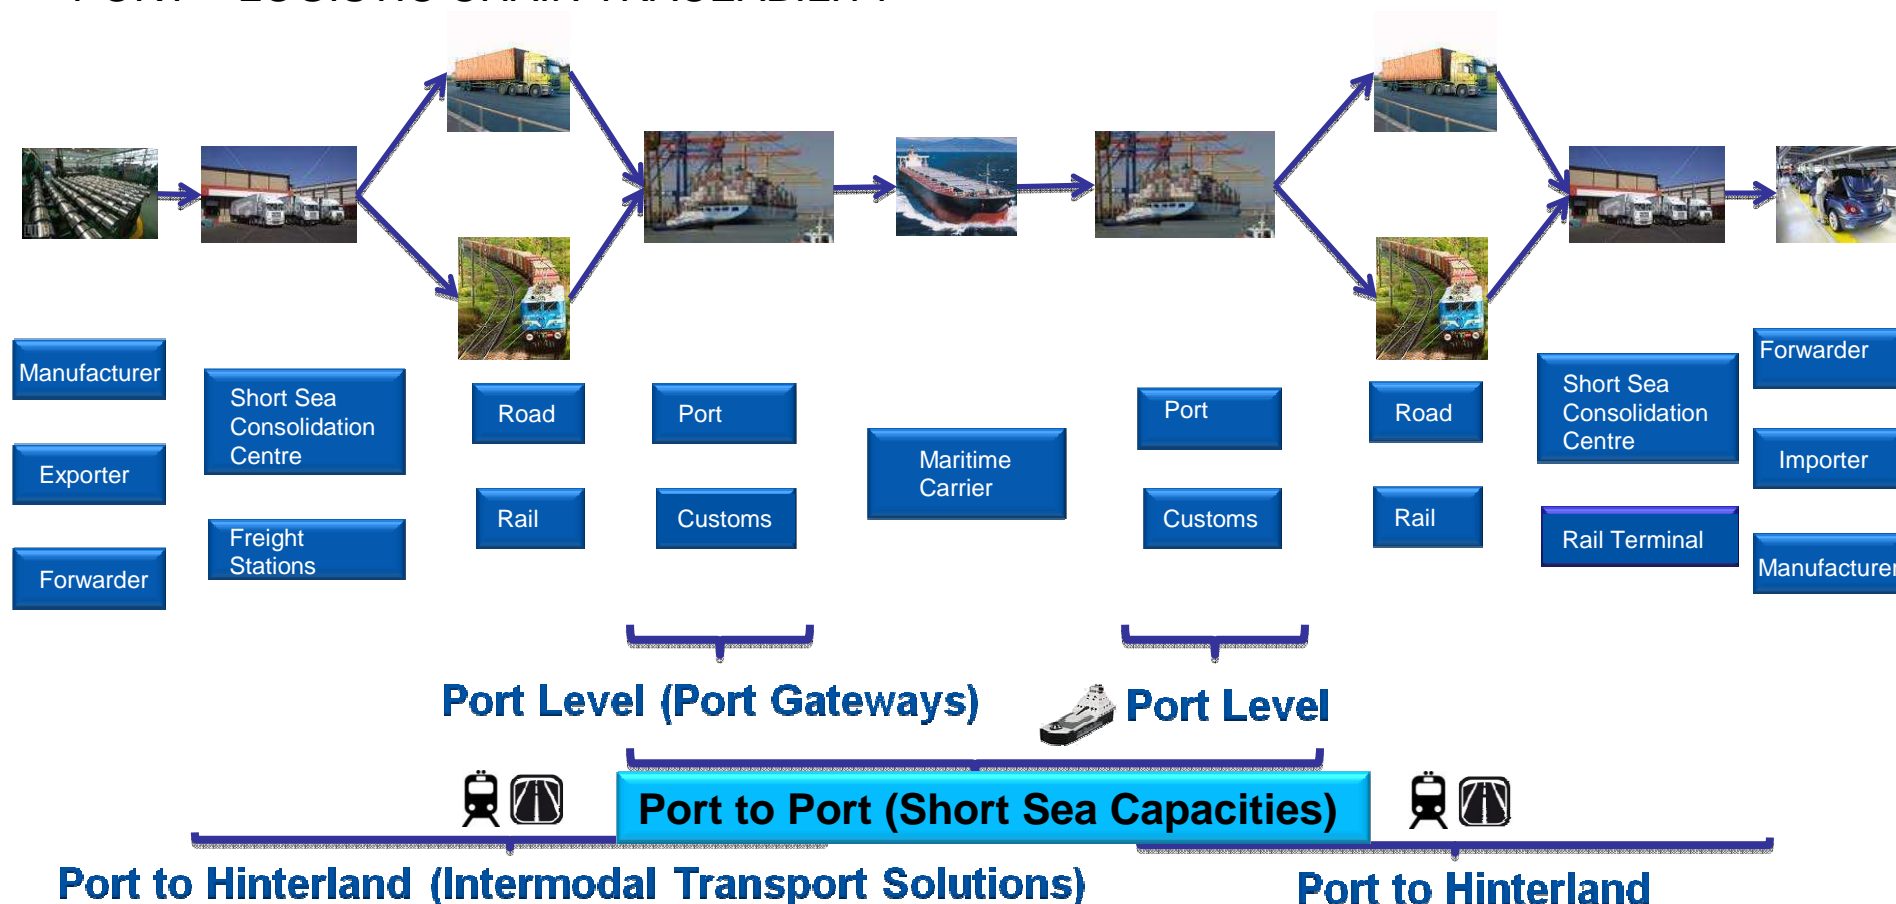 Manufacturer
Exporter
Forwarder
Short Sea
Consolidation
Centre
Freight
Stations
Road
Rail
Port
Customs
Maritime
Carrier
Port
Customs
Road
Rail
Short Sea
Consolidation
Centre
Rail Terminal
Forwarder
Importer
Manufacturer
Port Level (Port Gateways)
Port Level
Port to Port (Short Sea Capacities)
Port to Hinterland (Intermodal Transport Solutions)
Port to Hinterland